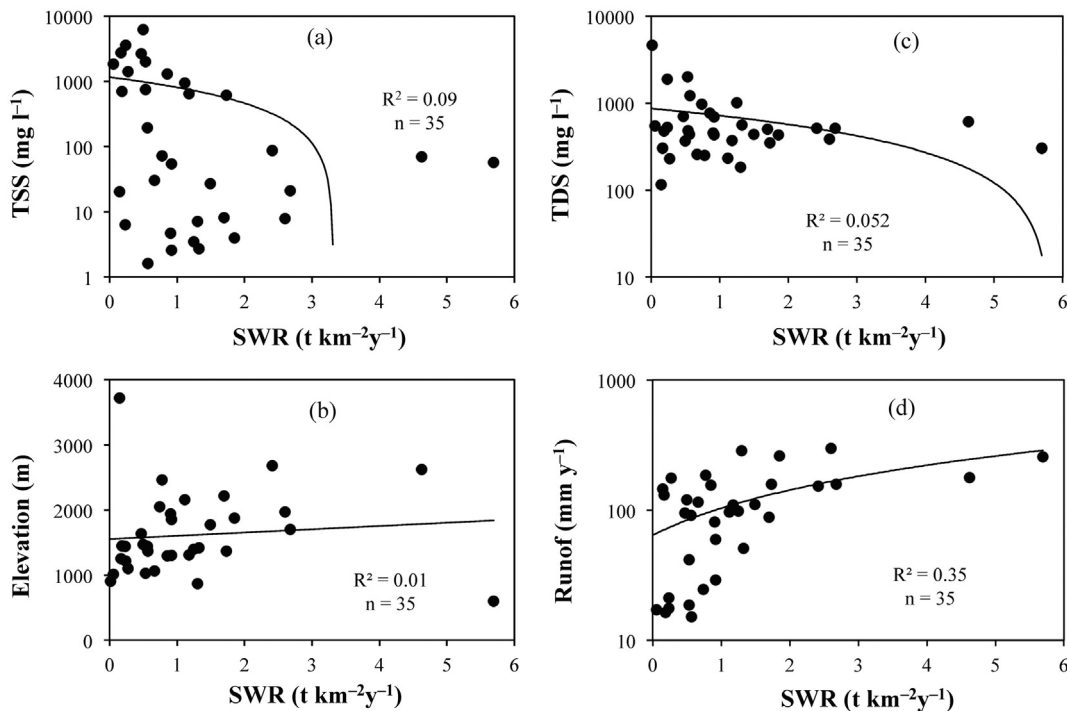 (a)
10000
1000
100
10
1
TSS (mg l⁻¹)
R² = 0.09
n = 35
0 1 2 3 4 5 6
SWR (t km⁻²y⁻¹)
(c)
10000
1000
100
10
TDS (mg l⁻¹)
R² = 0.052
n = 35
0 1 2 3 4 5 6
SWR (t km⁻²y⁻¹)
(b)
4000
3000
2000
1000
0
Elevation (m)
R² = 0.01
n = 35
0 1 2 3 4 5 6
SWR (t km⁻²y⁻¹)
(d)
1000
100
10
Runof (mm y⁻¹)
R² = 0.35
n = 35
0 1 2 3 4 5 6
SWR (t km⁻²y⁻¹)